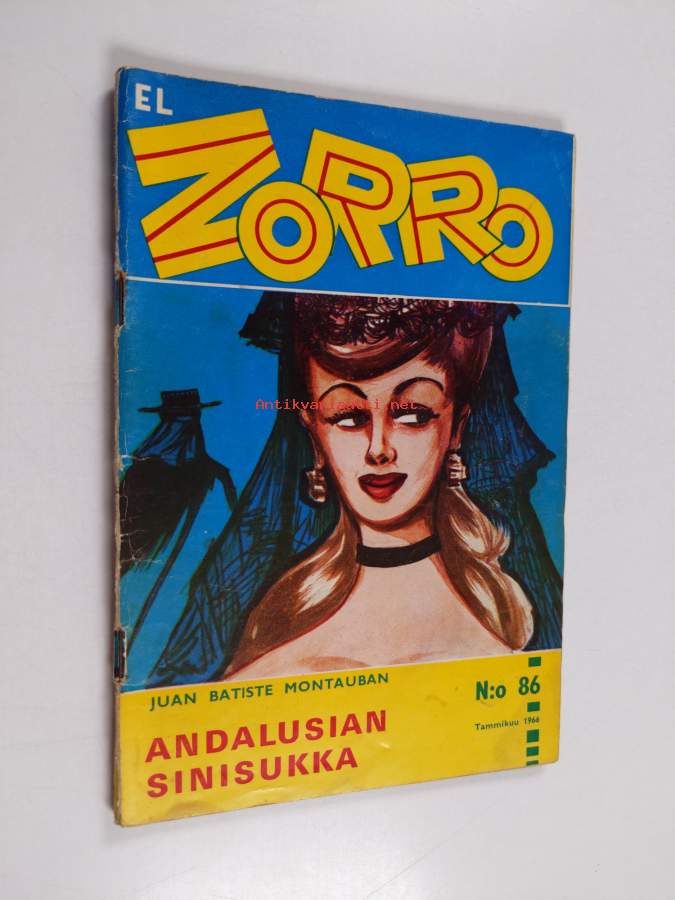 EL
ZORRO
Antikvariaatti.net
JUAN BATISTE MONTAUBAN
N:o 86
ANDALUSIAN
SINISUKKA
Tammikuu 1966